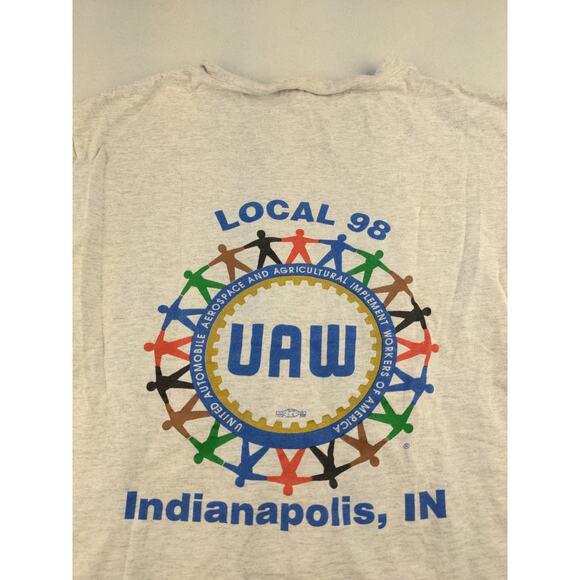 LOCAL 98
UNITED AUTOMOBILE AEROSPACE AND AGRICULTURAL IMPLEMENT WORKERS OF AMERICA
UAW
®
Indianapolis, IN